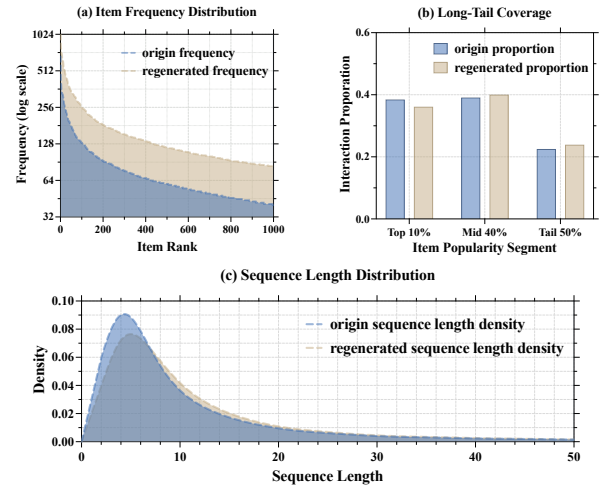 (a) Item Frequency Distribution
1024
512
256
128
64
32
Frequency (log scale)
origin frequency
regenerated frequency
0 200 400 600 800 1000
Item Rank
(b) Long-Tail Coverage
0.6
0.4
0.2
0.0
Interaction Proporation
origin proportion
regenerated proportion
Top 10% Mid 40% Tail 50%
Item Popularity Segment
(c) Sequence Length Distribution
0.10
0.08
0.06
0.04
0.02
0.00
Density
origin sequence length density
regenerated sequence length density
0 10 20 30 40 50
Sequence Length